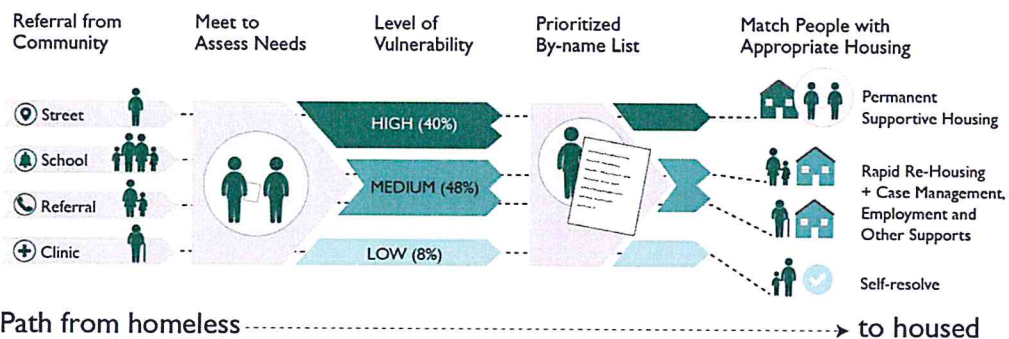 Referral from
Community
Meet to
Assess Needs
Level of
Vulnerability
Prioritized
By-name List
Match People with
Appropriate Housing
Street
School
Referral
Clinic
HIGH (40%)
MEDIUM (48%)
LOW (8%)
Permanent
Supportive Housing
Rapid Re-Housing
+ Case Management,
Employment and
Other Supports
Self-resolve
Path from homeless
to housed